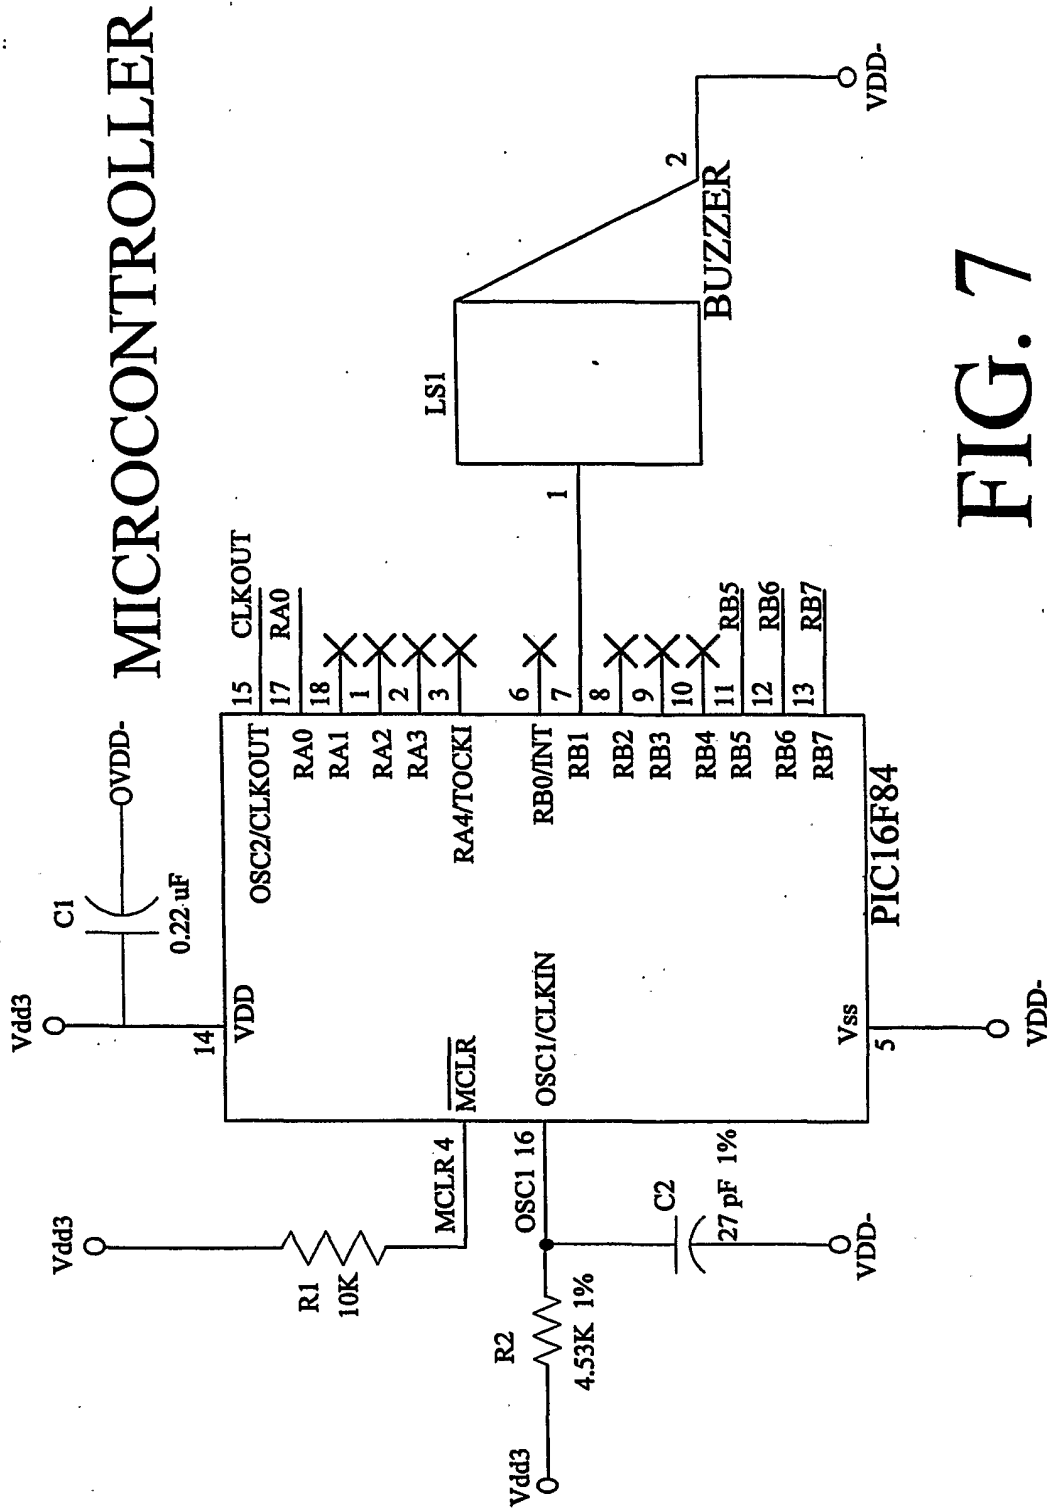 MICROCONTROLLER
Vdd3
C1
VDD-
0.22 uF
14
VDD
Vdd3
R1
10K
MCLR 4
MCLR
OSC1 16
OSC1/CLKIN
Vdd3
R2
4.53K 1%
C2
27 pF 1%
VDD-
Vss
5
VDD-
PIC16F84
OSC2/CLKOUT 15 CLKOUT
RA0 17 RA0
RA1 18
RA2 1
RA3 2
RA4/TOCKI 3
RB0/INT 6
RB1 7
RB2 8
RB3 9
RB4 10
RB5 11 RB5
RB6 12 RB6
RB7 13 RB7
1
LS1
BUZZER
2
VDD-
FIG. 7